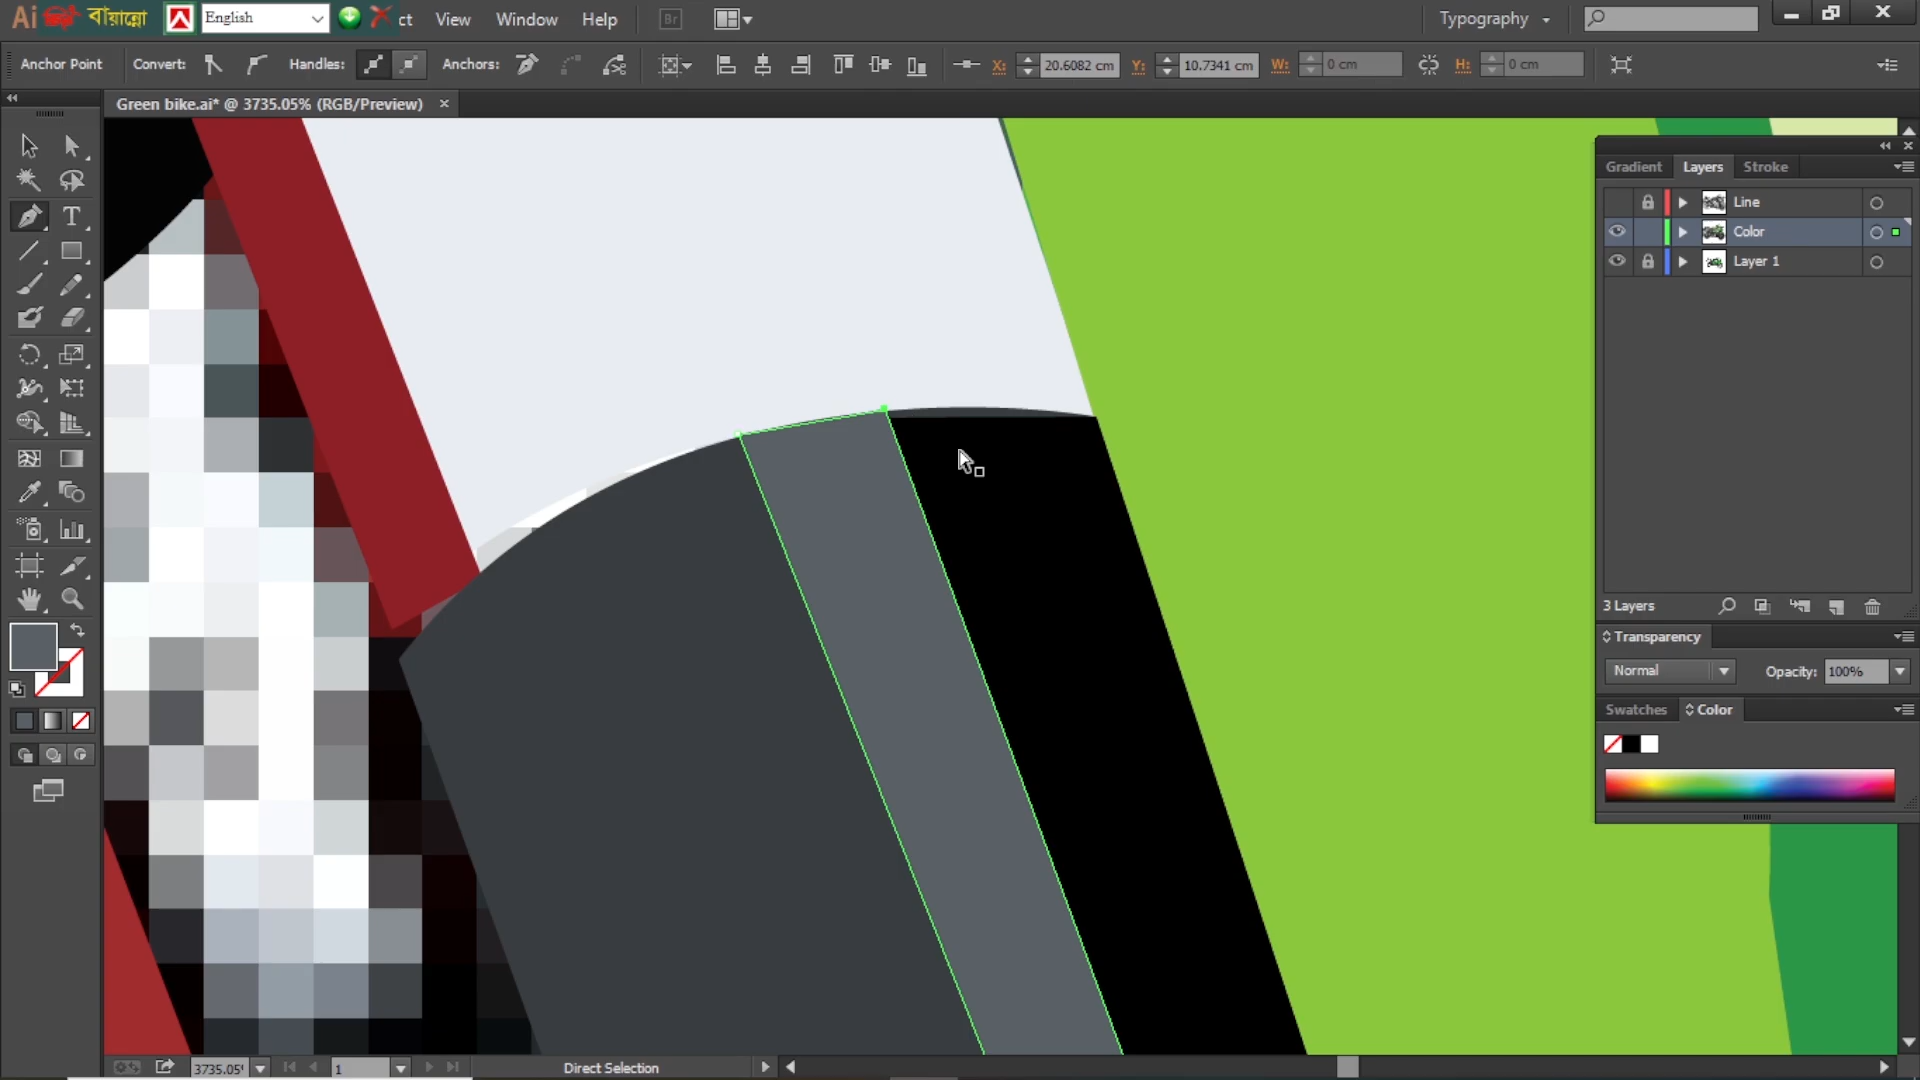 Ai বায়ান্নো English ct View Window Help Br Typography
Anchor Point Convert: Handles: Anchors: X: 20.6082 cm Y: 10.7341 cm W: 0 cm H: 0 cm
Green bike.ai* @ 3735.05% (RGB/Preview) ×
Gradient Layers Stroke
Line
Color
Layer 1
T
3 Layers
Transparency
Normal Opacity: 100%
Swatches Color
3735.05 1 Direct Selection